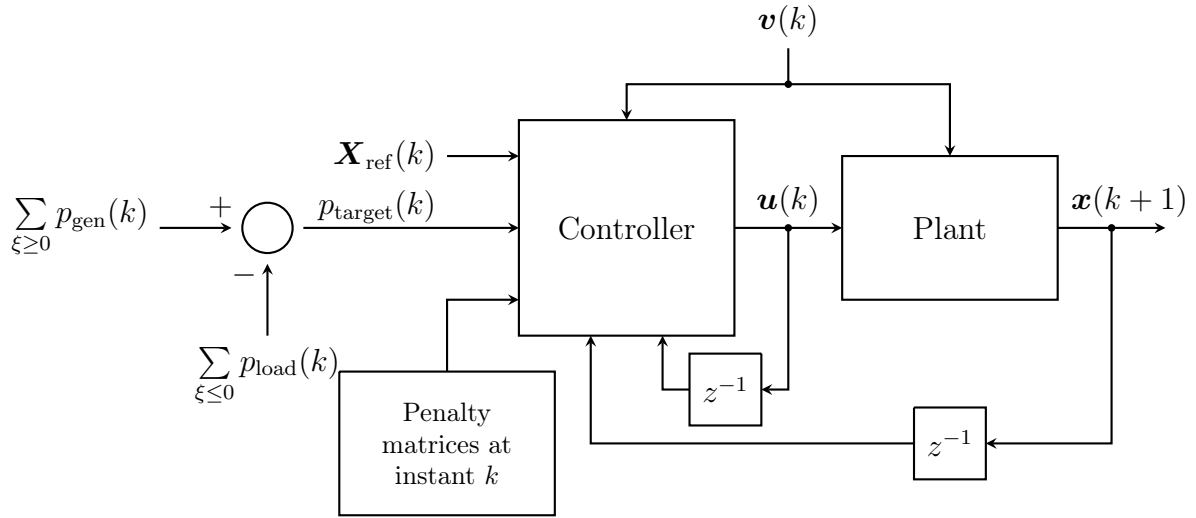 v(k)
X_ref(k)
∑_{ξ≥0} p_gen(k)
+
p_target(k)
Controller
u(k)
Plant
x(k+1)
−
∑_{ξ≤0} p_load(k)
z⁻¹
Penalty
matrices at
instant k
z⁻¹